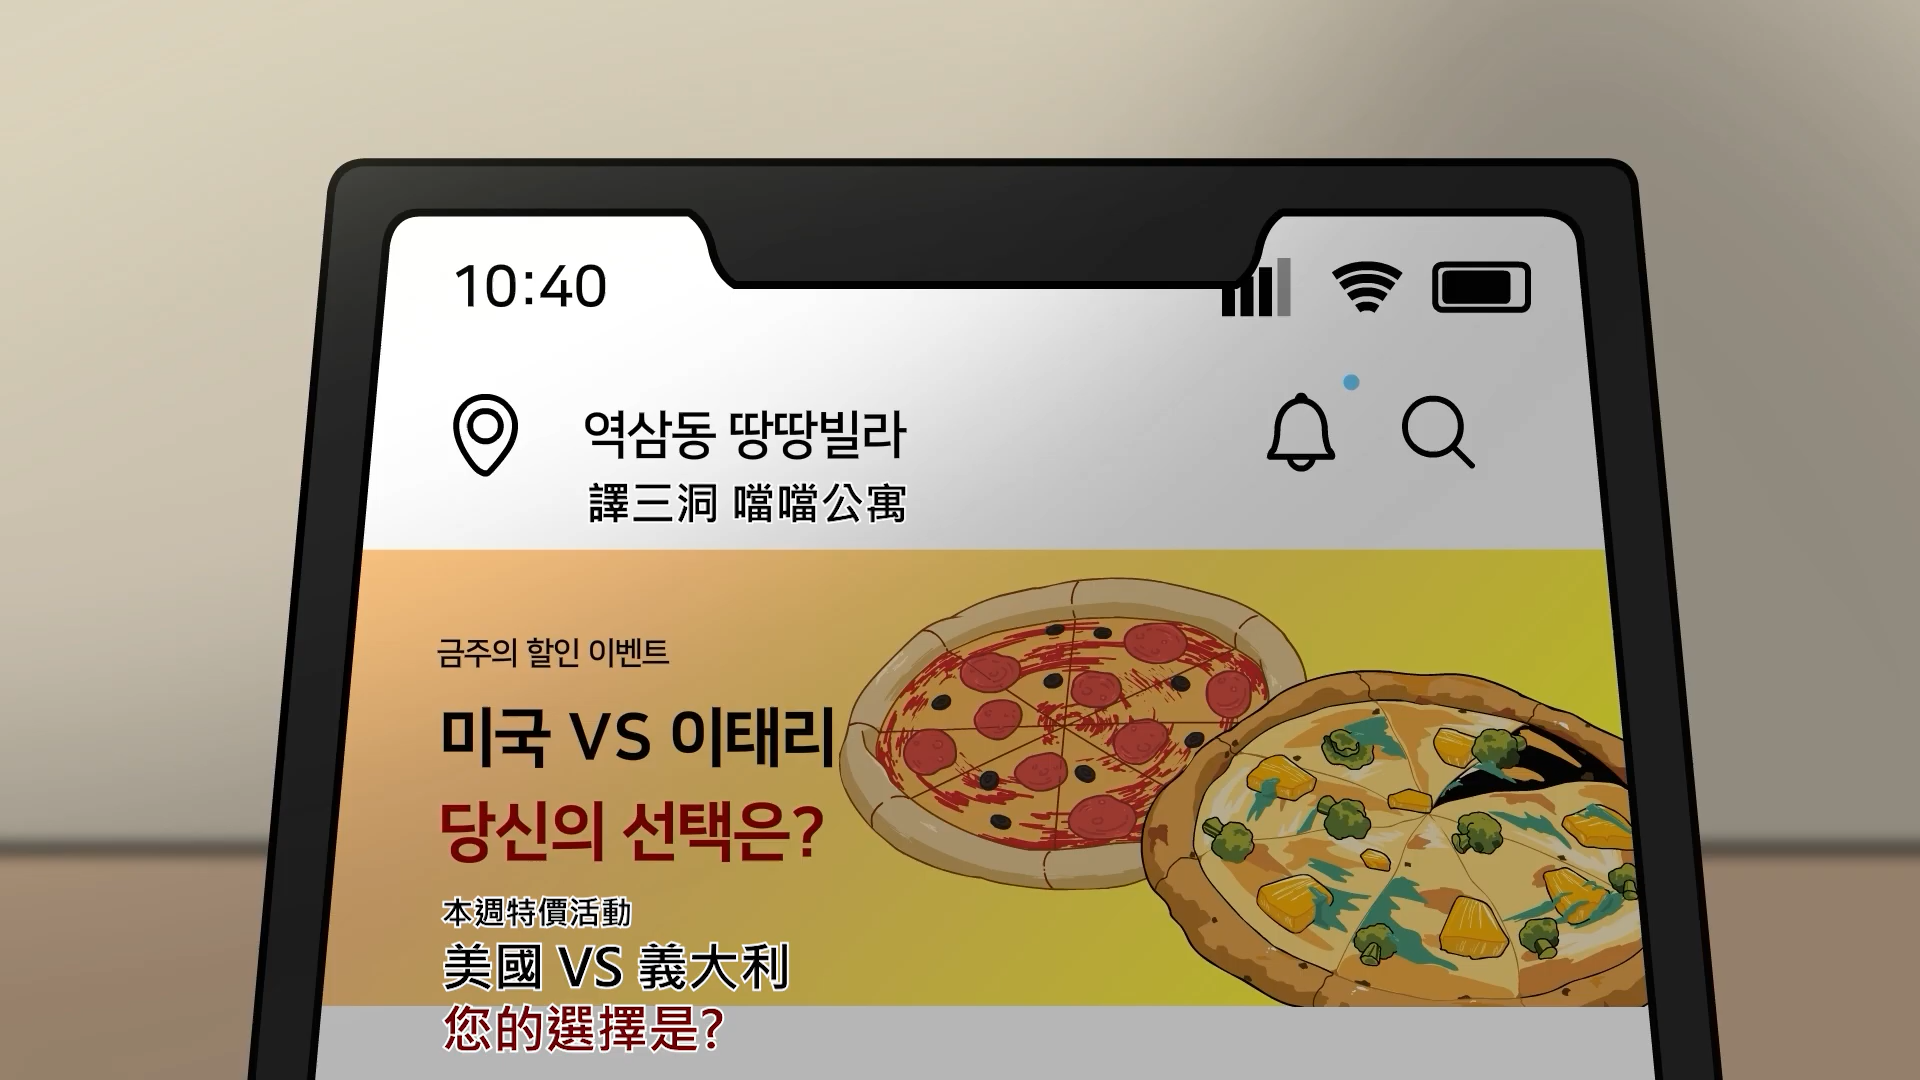 10:40
역삼동 땅땅빌라
譯三洞 噹噹公寓
금주의 할인 이벤트
미국 VS 이태리
당신의 선택은?
本週特價活動
美國 VS 義大利
您的選擇是?